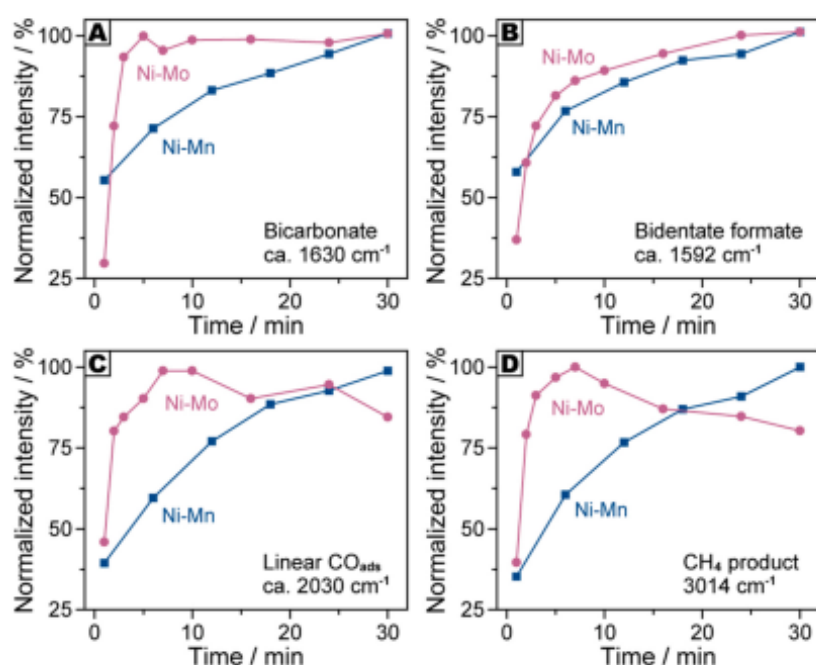 A
Normalized intensity / %
100
75
50
25
Ni-Mo
Ni-Mn
Bicarbonate
ca. 1630 cm⁻¹
0 10 20 30
Time / min
B
Normalized intensity / %
100
75
50
25
Ni-Mo
Ni-Mn
Bidentate formate
ca. 1592 cm⁻¹
0 10 20 30
Time / min
C
Normalized intensity / %
100
75
50
25
Ni-Mo
Ni-Mn
Linear COₐdₛ
ca. 2030 cm⁻¹
0 10 20 30
Time / min
D
Normalized intensity / %
100
75
50
25
Ni-Mo
Ni-Mn
CH₄ product
3014 cm⁻¹
0 10 20 30
Time / min